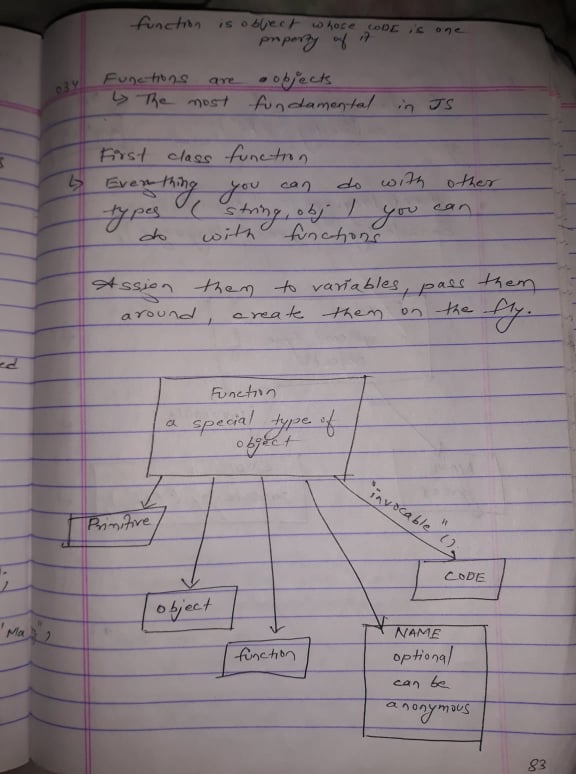 function is object whose CODE is one
property of it
034 Functions are objects
↳ The most fundamental in JS
First class function
↳ Everything you can do with other
types ( string, obj ) you can
do with functions
Assign them to variables, pass them
around, create them on the fly.
Function
a special type of
object
"invocable" ()
Primitive
CODE
object
NAME
function
optional
can be
anonymous
83
ed